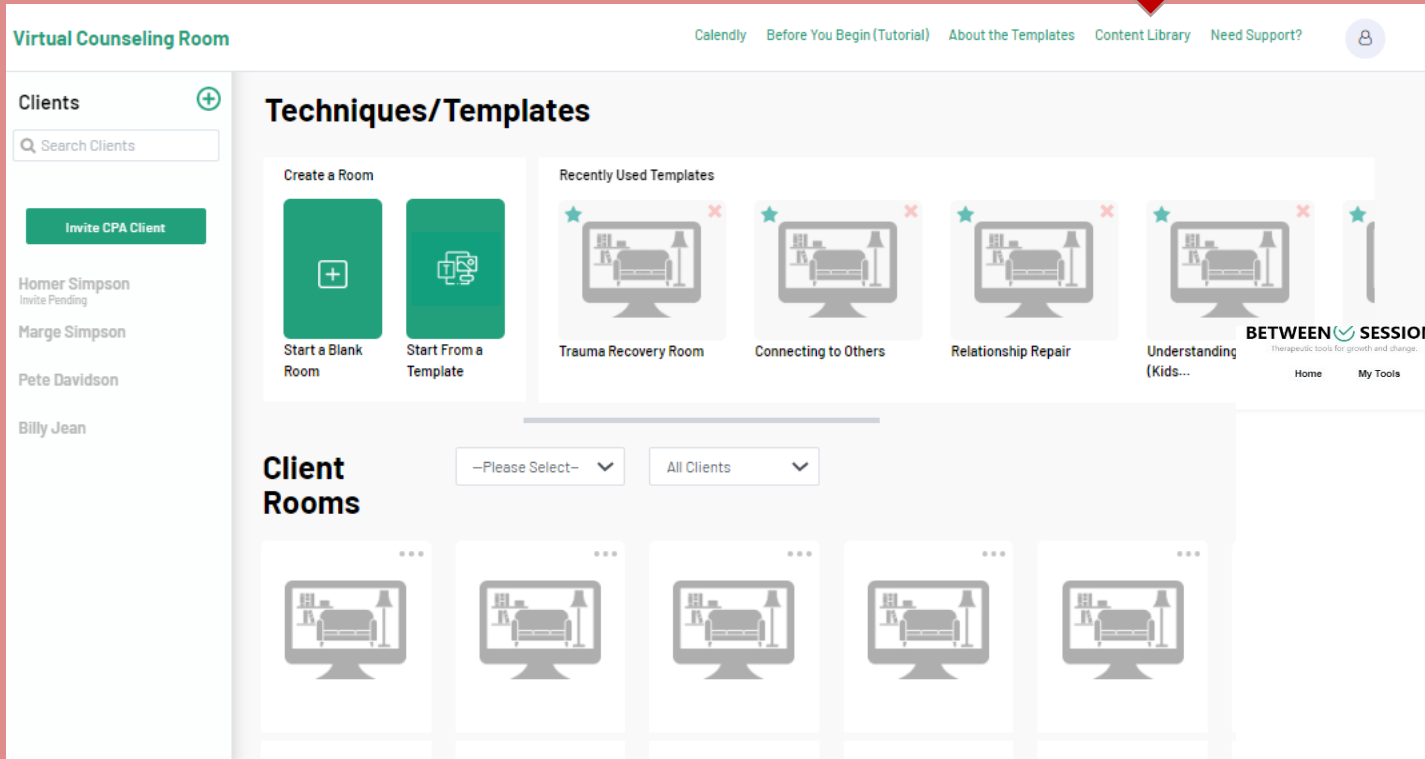 Virtual Counseling Room
Calendly Before You Begin (Tutorial) About the Templates Content Library Need Support?
Clients
Search Clients
Invite CPA Client
Homer Simpson
Invite Pending
Marge Simpson
Pete Davidson
Billy Jean
Techniques/Templates
Create a Room
Start a Blank
Room
Start From a
Template
Recently Used Templates
Trauma Recovery Room
Connecting to Others
Relationship Repair
Understanding
(Kids...
BETWEEN SESSION
Therapeutic tools for growth and change.
Home My Tools
Client
Rooms
--Please Select--
All Clients